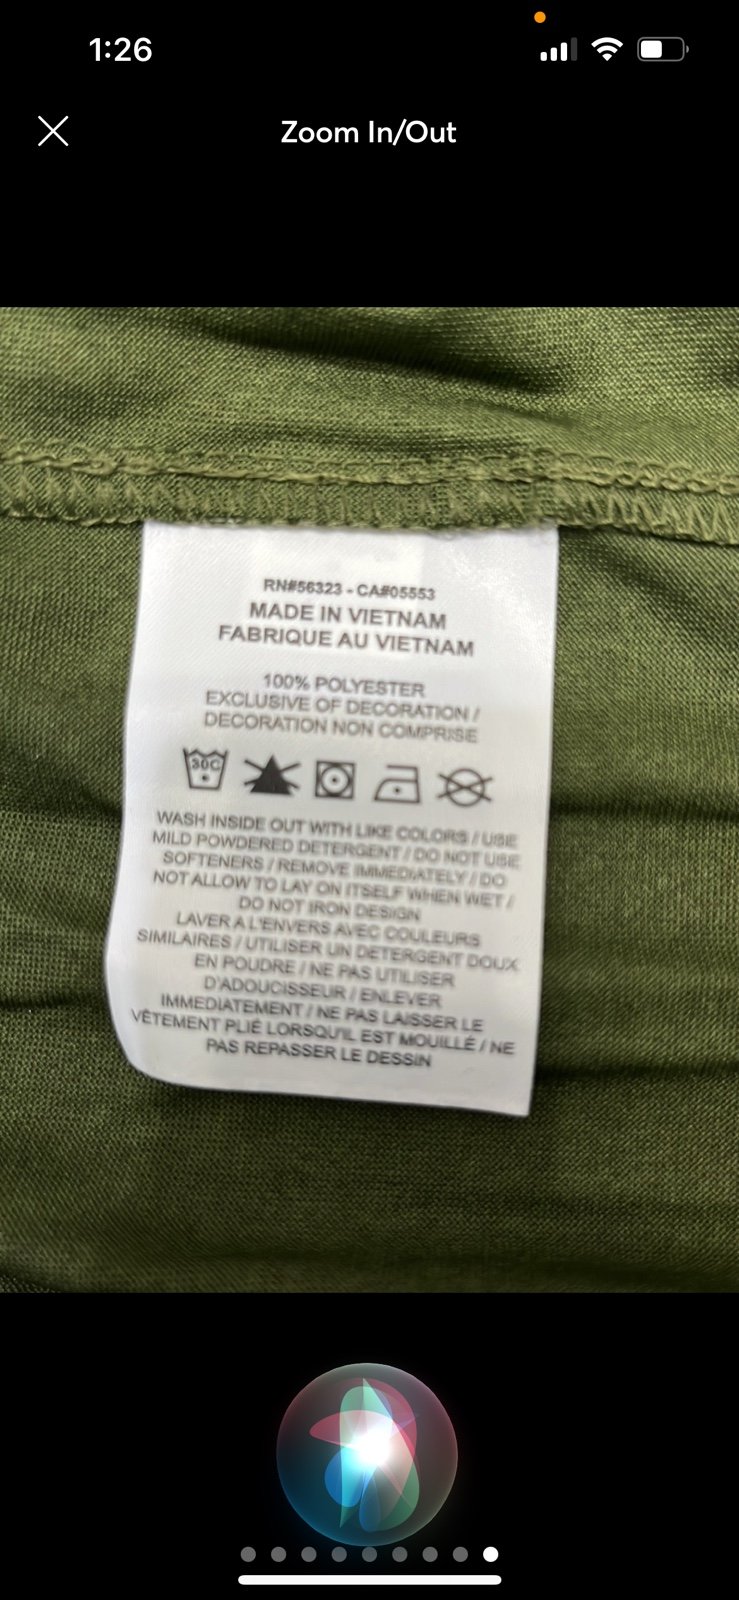 1:26
Zoom In/Out
RN#56323 - CA#05553
MADE IN VIETNAM
FABRIQUE AU VIETNAM
100% POLYESTER
EXCLUSIVE OF DECORATION /
DECORATION NON COMPRISE
30C
WASH INSIDE OUT WITH LIKE COLORS / USE
MILD POWDERED DETERGENT / DO NOT USE
SOFTENERS / REMOVE IMMEDIATELY / DO
NOT ALLOW TO LAY ON ITSELF WHEN WET /
DO NOT IRON DESIGN
LAVER A L'ENVERS AVEC COULEURS
SIMILAIRES / UTILISER UN DETERGENT DOUX
EN POUDRE / NE PAS UTILISER
D'ADOUCISSEUR / ENLEVER
IMMEDIATEMENT / NE PAS LAISSER LE
VÊTEMENT PLIÉ LORSQU'IL EST MOUILLÉ / NE
PAS REPASSER LE DESSIN